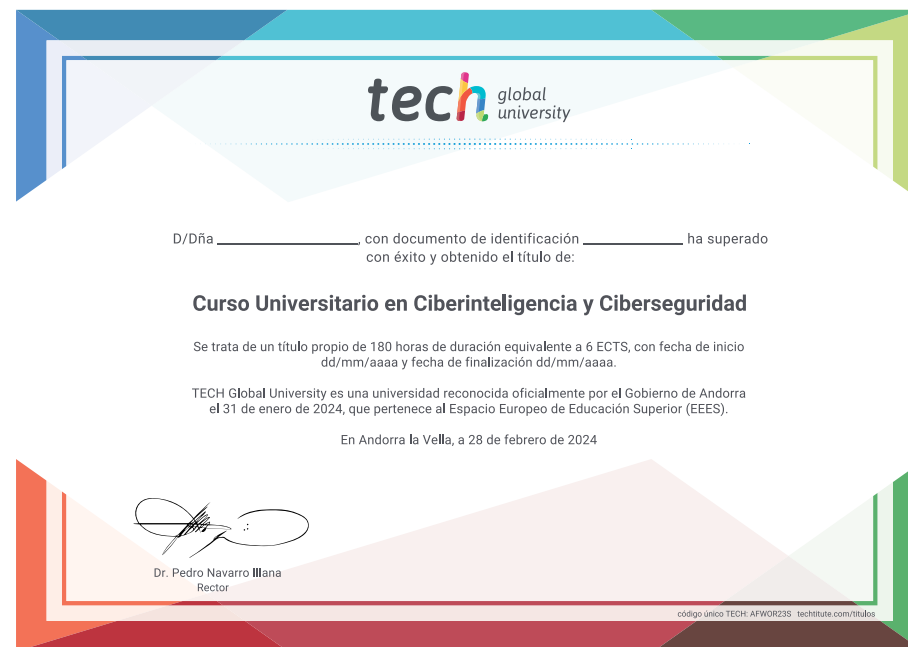 tech global university
D/Dña ____________________, con documento de identificación ______________ ha superado
con éxito y obtenido el título de:
Curso Universitario en Ciberinteligencia y Ciberseguridad
Se trata de un título propio de 180 horas de duración equivalente a 6 ECTS, con fecha de inicio
dd/mm/aaaa y fecha de finalización dd/mm/aaaa.
TECH Global University es una universidad reconocida oficialmente por el Gobierno de Andorra
el 31 de enero de 2024, que pertenece al Espacio Europeo de Educación Superior (EEES).
En Andorra la Vella, a 28 de febrero de 2024
Dr. Pedro Navarro Illana
Rector
código único TECH: AFWOR23S techtitute.com/titulos